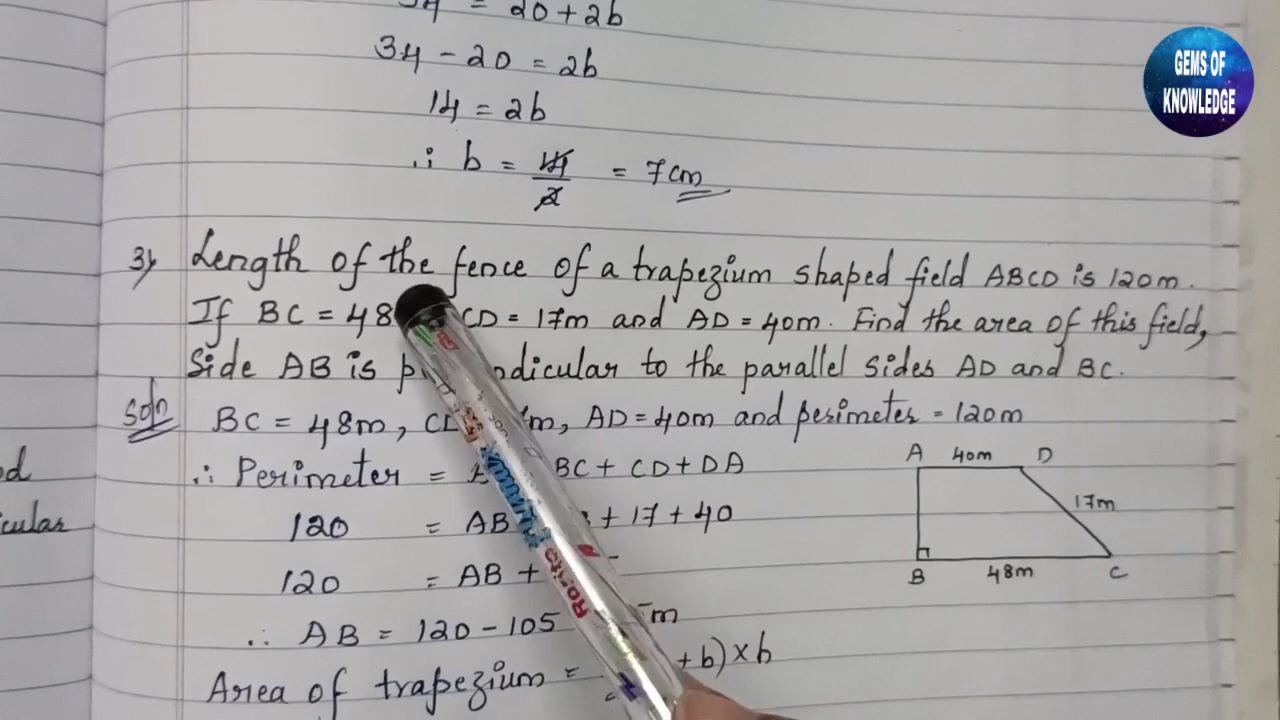 = 20 + 2b
34 - 20 = 2b
14 = 2b
∴ b = 14/2 = 7cm
GEMS OF
KNOWLEDGE
3) Length of the fence of a trapezium shaped field ABCD is 120m.
If BC = 48 CD = 17m and AD = 40m. Find the area of this field,
Side AB is to the parallel sides AD and BC.
Soln BC = 48m, AD = 40m and perimeter = 120m
∴ Perimeter = BC + CD + DA
120 = AB + 17 + 40
120 = AB +
∴ AB = 120 - 105 m
Area of trapezium = + b) × b
A 40m D
17m
B 48m C
d
cular
Rorito